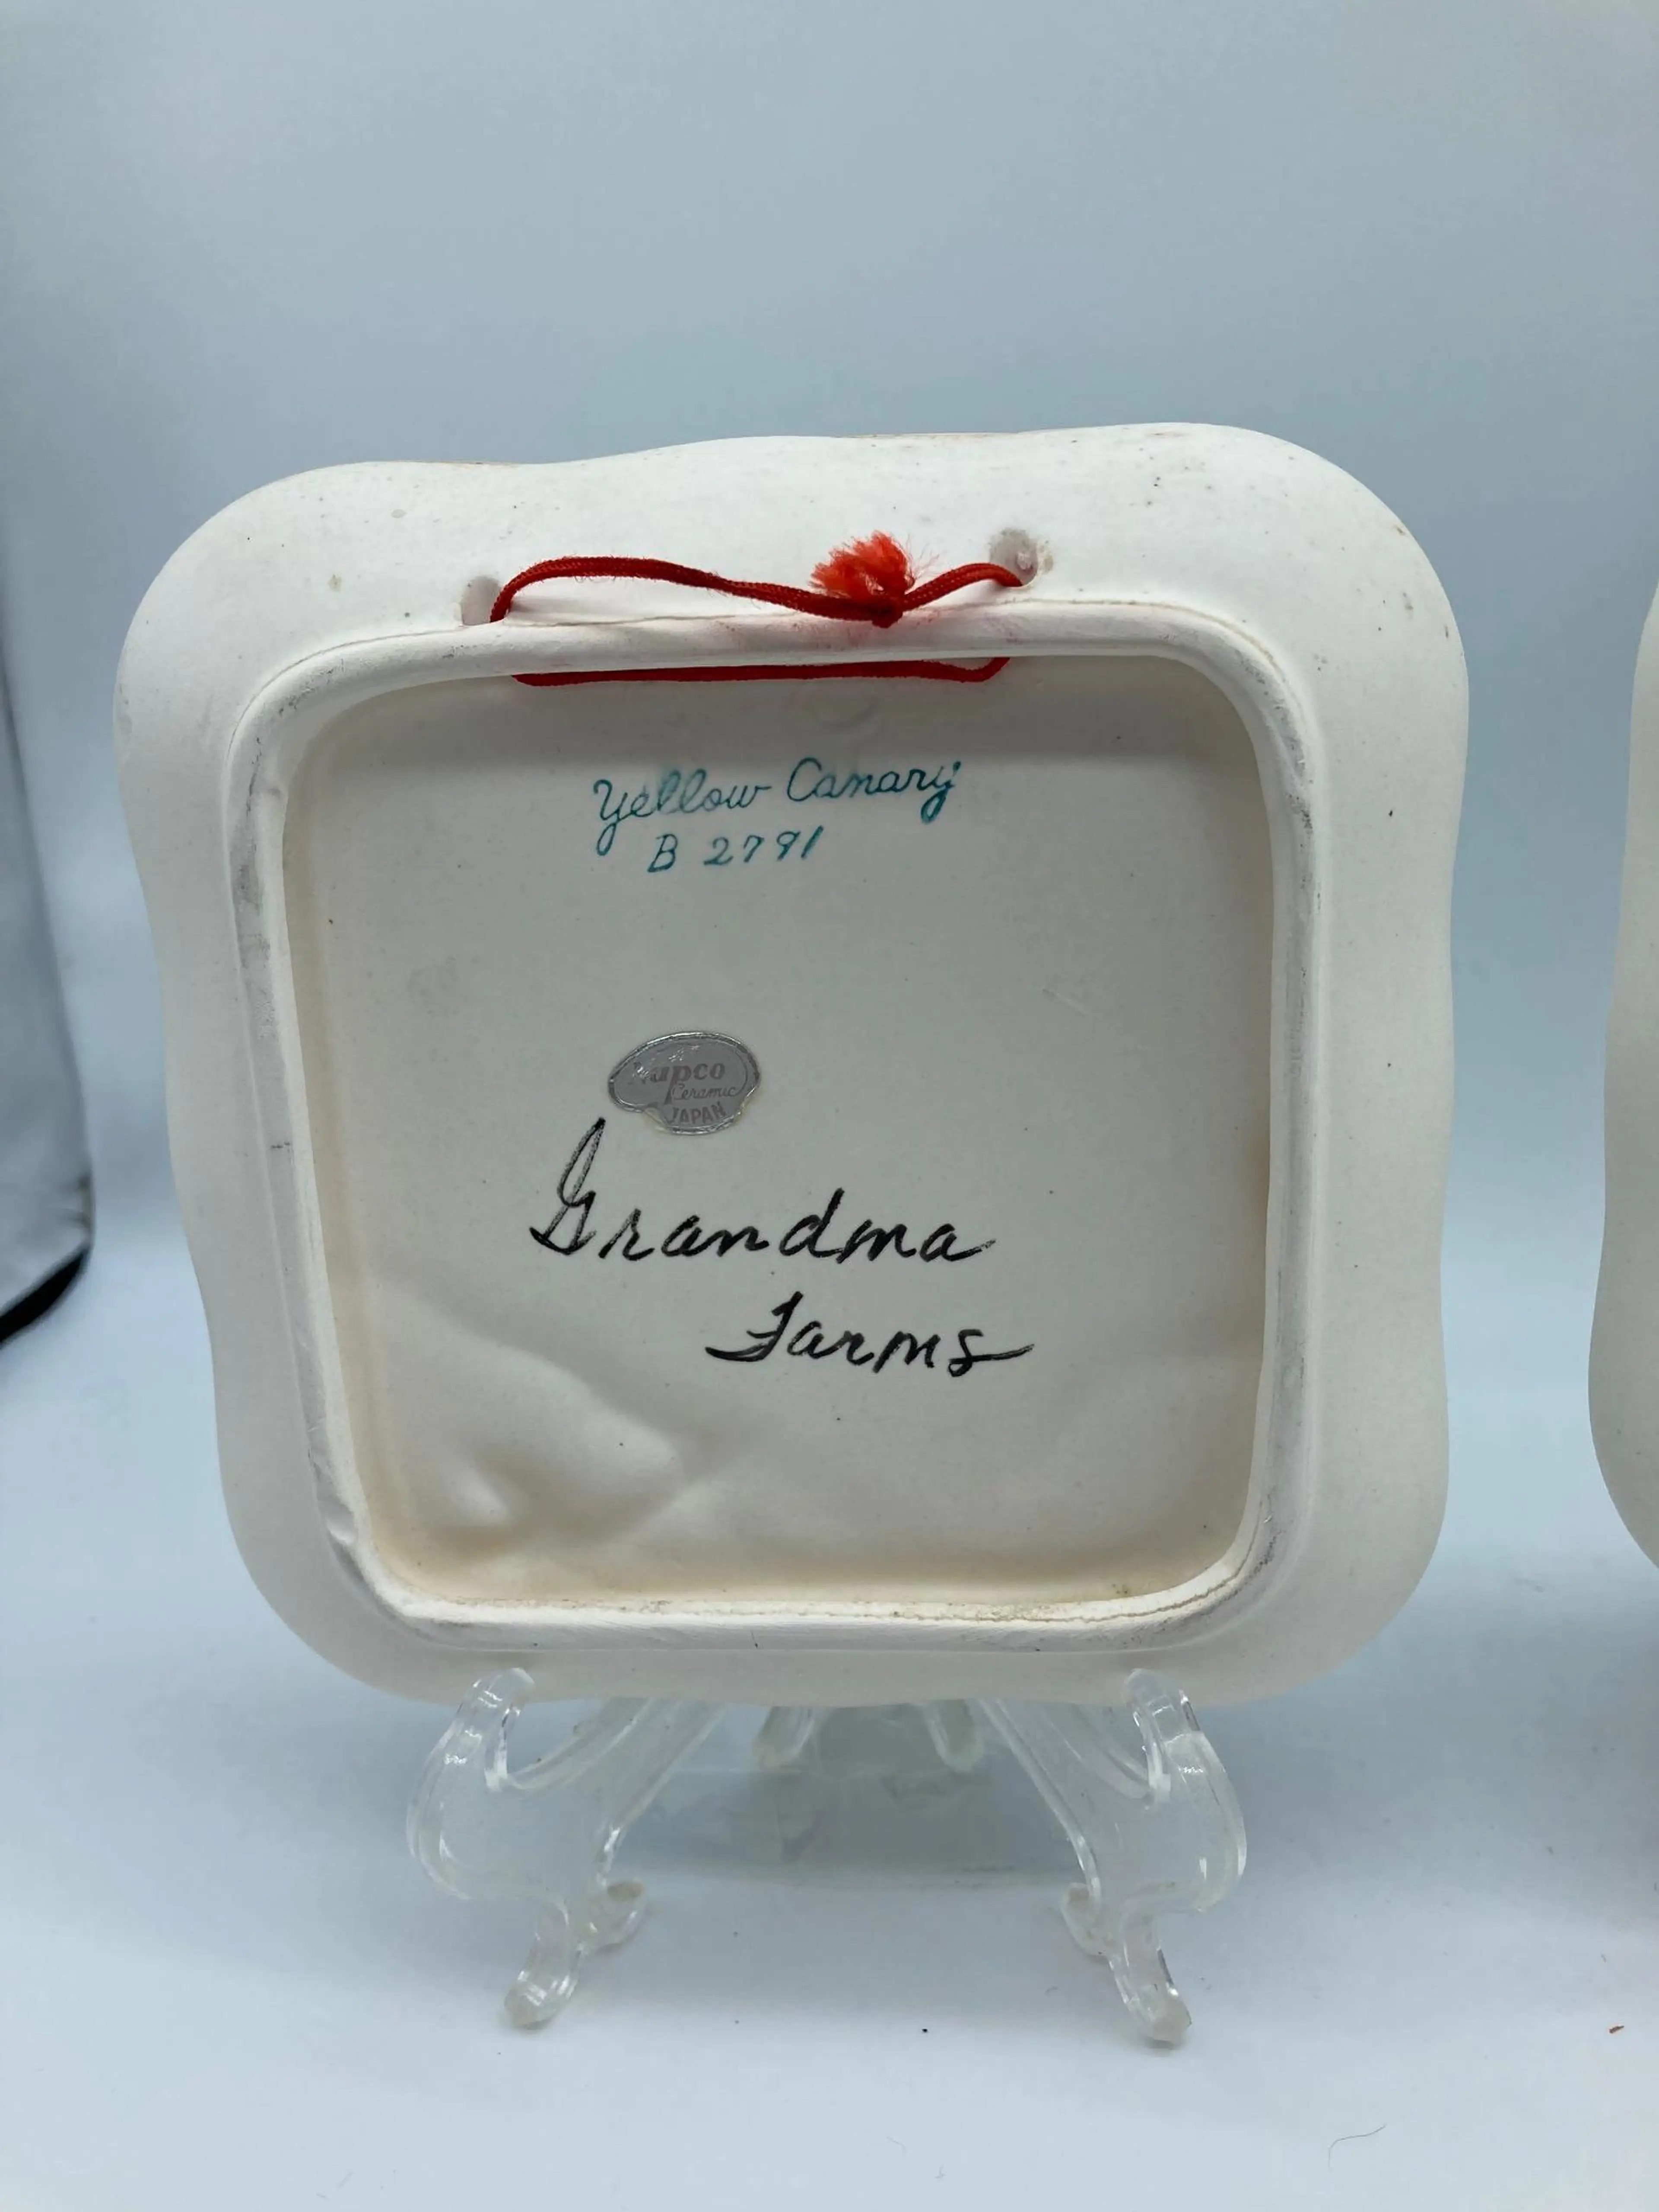 Yellow Canary
B 2791
Napco
Ceramic
JAPAN
Grandma
Farms